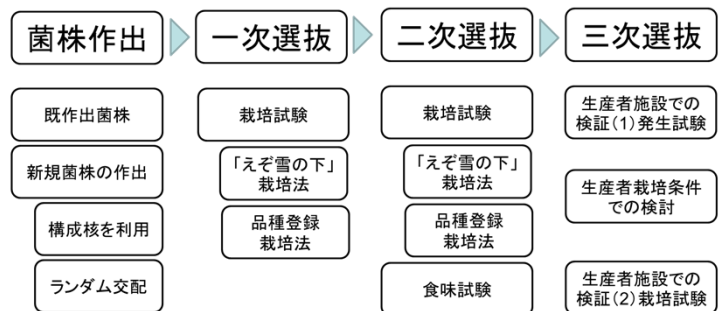 菌株作出
既作出菌株
新規菌株の作出
構成核を利用
ランダム交配
一次選抜
栽培試験
「えぞ雪の下」
栽培法
品種登録
栽培法
二次選抜
栽培試験
「えぞ雪の下」
栽培法
品種登録
栽培法
食味試験
三次選抜
生産者施設での
検証(1)発生試験
生産者栽培条件
での検討
生産者施設での
検証(2)栽培試験